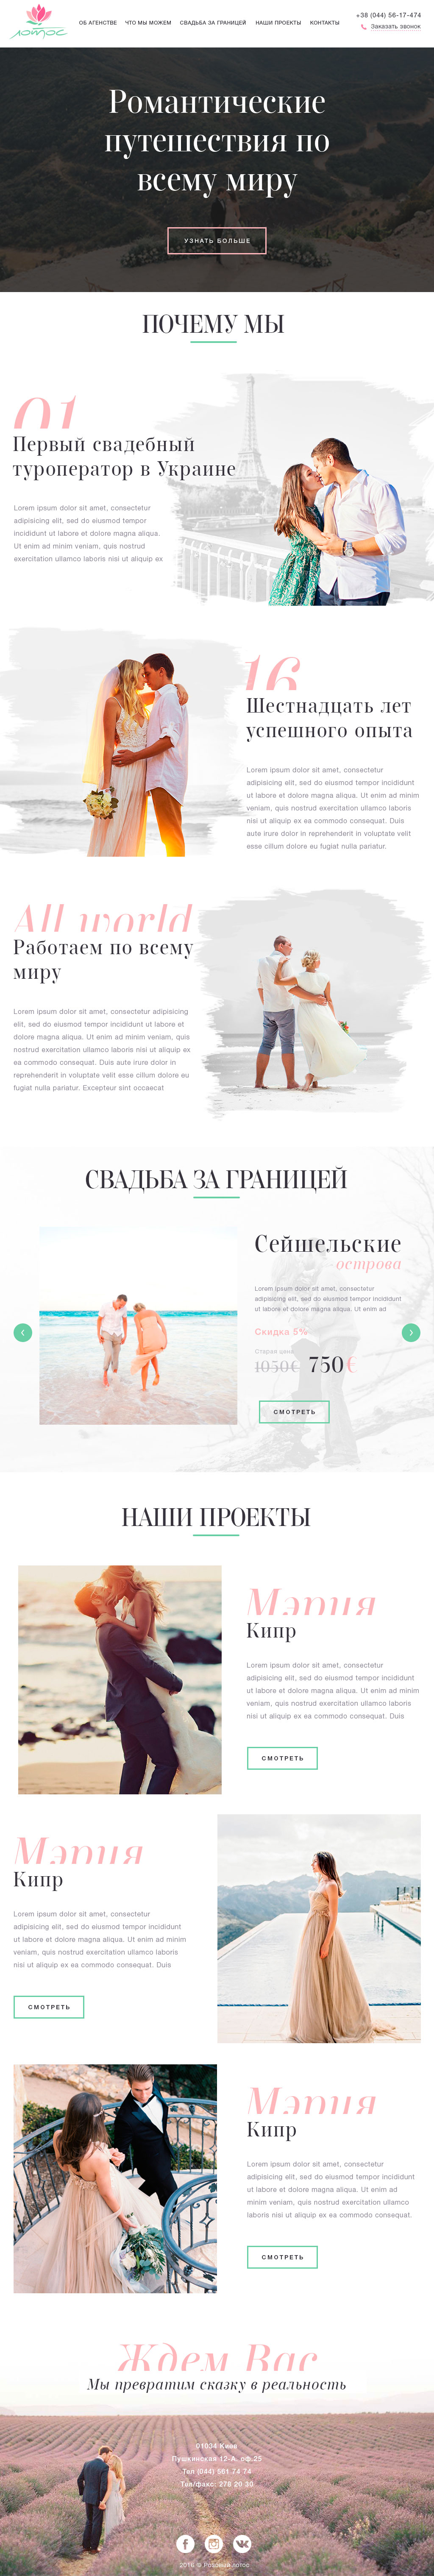 лотос
ОБ АГЕНСТВЕ ЧТО МЫ МОЖЕМ СВАДЬБА ЗА ГРАНИЦЕЙ НАШИ ПРОЕКТЫ КОНТАКТЫ
+38 (044) 56-17-474
Заказать звонок
Романтические
путешествия по
всему миру
УЗНАТЬ БОЛЬШЕ
ПОЧЕМУ МЫ
01
Первый свадебный
туроператор в Украине
Lorem ipsum dolor sit amet, consectetur
adipisicing elit, sed do eiusmod tempor
incididunt ut labore et dolore magna aliqua.
Ut enim ad minim veniam, quis nostrud
exercitation ullamco laboris nisi ut aliquip ex
16
Шестнадцать лет
успешного опыта
Lorem ipsum dolor sit amet, consectetur
adipisicing elit, sed do eiusmod tempor incididunt
ut labore et dolore magna aliqua. Ut enim ad minim
veniam, quis nostrud exercitation ullamco laboris
nisi ut aliquip ex ea commodo consequat. Duis
aute irure dolor in reprehenderit in voluptate velit
esse cillum dolore eu fugiat nulla pariatur.
All world
Работаем по всему
миру
Lorem ipsum dolor sit amet, consectetur adipisicing
elit, sed do eiusmod tempor incididunt ut labore et
dolore magna aliqua. Ut enim ad minim veniam, quis
nostrud exercitation ullamco laboris nisi ut aliquip ex
ea commodo consequat. Duis aute irure dolor in
reprehenderit in voluptate velit esse cillum dolore eu
fugiat nulla pariatur. Excepteur sint occaecat
СВАДЬБА ЗА ГРАНИЦЕЙ
Сейшельские
острова
Lorem ipsum dolor sit amet, consectetur
adipisicing elit, sed do eiusmod tempor incididunt
ut labore et dolore magna aliqua. Ut enim ad
Скидка 5%
Старая цена
1050€ 750€
СМОТРЕТЬ
НАШИ ПРОЕКТЫ
Мэрия
Кипр
Lorem ipsum dolor sit amet, consectetur
adipisicing elit, sed do eiusmod tempor incididunt
ut labore et dolore magna aliqua. Ut enim ad minim
veniam, quis nostrud exercitation ullamco laboris
nisi ut aliquip ex ea commodo consequat. Duis
СМОТРЕТЬ
Мэрия
Кипр
Lorem ipsum dolor sit amet, consectetur
adipisicing elit, sed do eiusmod tempor incididunt
ut labore et dolore magna aliqua. Ut enim ad minim
veniam, quis nostrud exercitation ullamco laboris
nisi ut aliquip ex ea commodo consequat. Duis
СМОТРЕТЬ
Мэрия
Кипр
Lorem ipsum dolor sit amet, consectetur
adipisicing elit, sed do eiusmod tempor incididunt
ut labore et dolore magna aliqua. Ut enim ad
minim veniam, quis nostrud exercitation ullamco
laboris nisi ut aliquip ex ea commodo consequat.
СМОТРЕТЬ
Ждем Вас
Мы превратим сказку в реальность
01034 Киев
Пушкинская 12-А, оф.25
Тел (044) 561 74 74
Тел/факс: 278 20 30
2016 © Розовый лотос